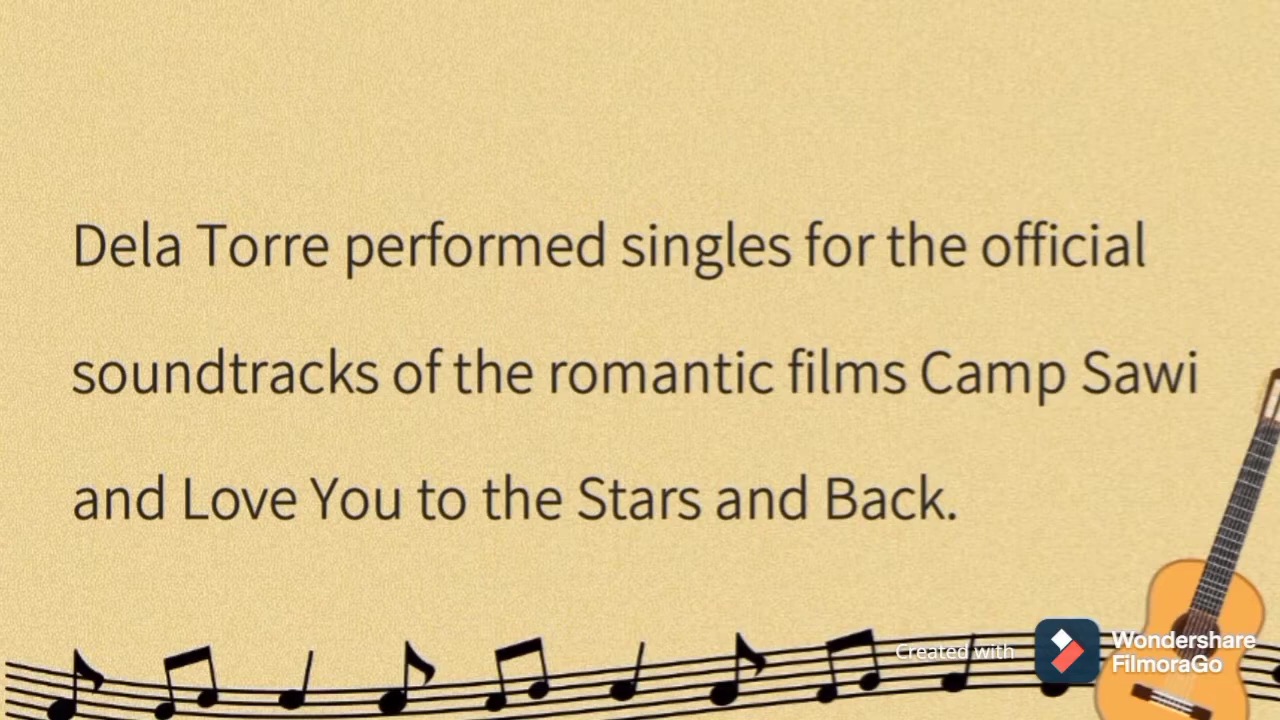 Dela Torre performed singles for the official
soundtracks of the romantic films Camp Sawi
and Love You to the Stars and Back.
Created with
Wondershare
FilmoraGo